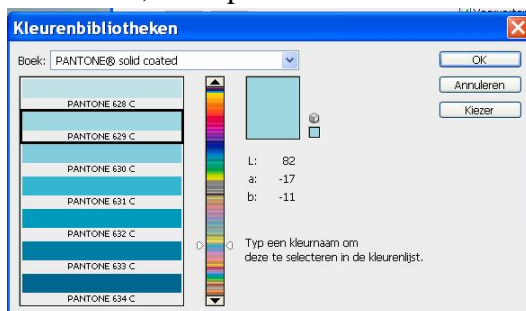 Kleurenbibliotheken
Boek: PANTONE® solid coated
OK
Annuleren
Kiezer
PANTONE 628 C
PANTONE 629 C
PANTONE 630 C
PANTONE 631 C
PANTONE 632 C
PANTONE 633 C
PANTONE 634 C
L: 82
a: -17
b: -11
Typ een kleurnaam om
deze te selecteren in de kleurenlijst.